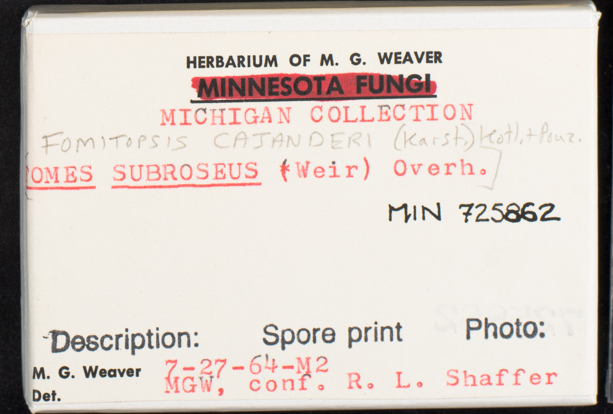 HERBARIUM OF M. G. WEAVER
MINNESOTA FUNGI
MICHIGAN COLLECTION
FOMITOPSIS CAJANDERI (Karst.) Kotl. + Pouz.
[OMES SUBROSEUS (Weir) Overh.]
MIN 725862
Description: Spore print Photo:
M. G. Weaver 7-27-64-M2
Det. MGW, conf. R. L. Shaffer